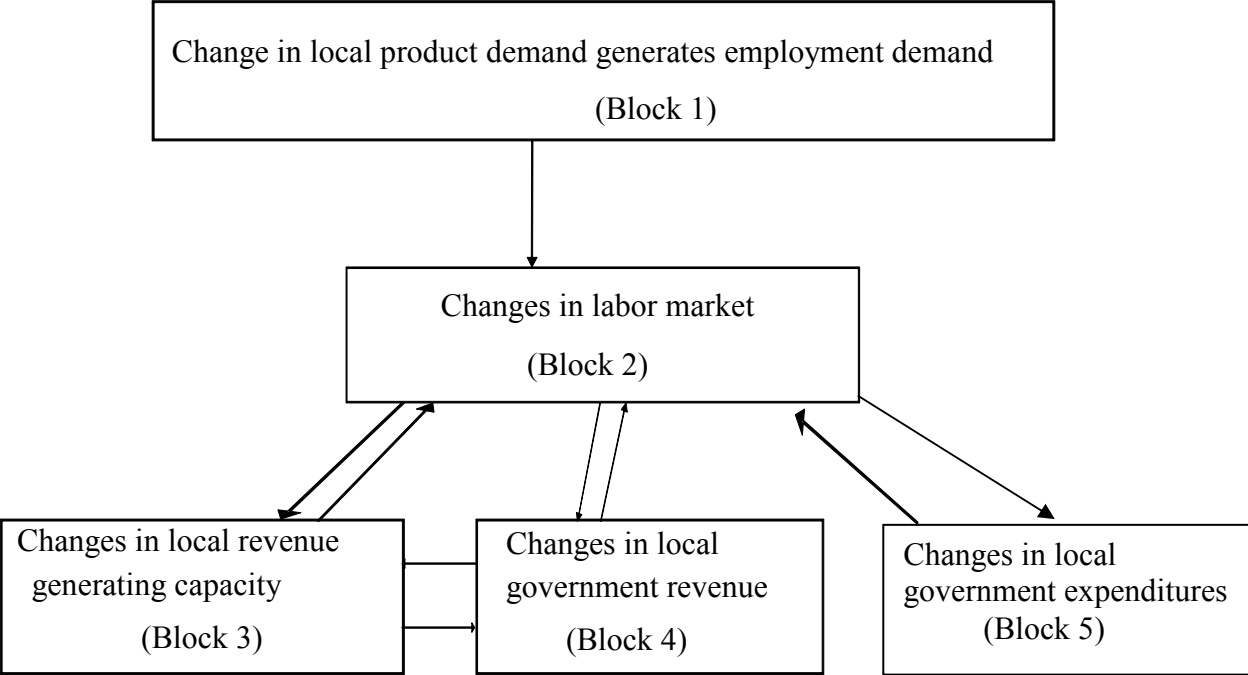 Change in local product demand generates employment demand
(Block 1)
Changes in labor market
(Block 2)
Changes in local revenue
generating capacity
(Block 3)
Changes in local
government revenue
(Block 4)
Changes in local
government expenditures
(Block 5)